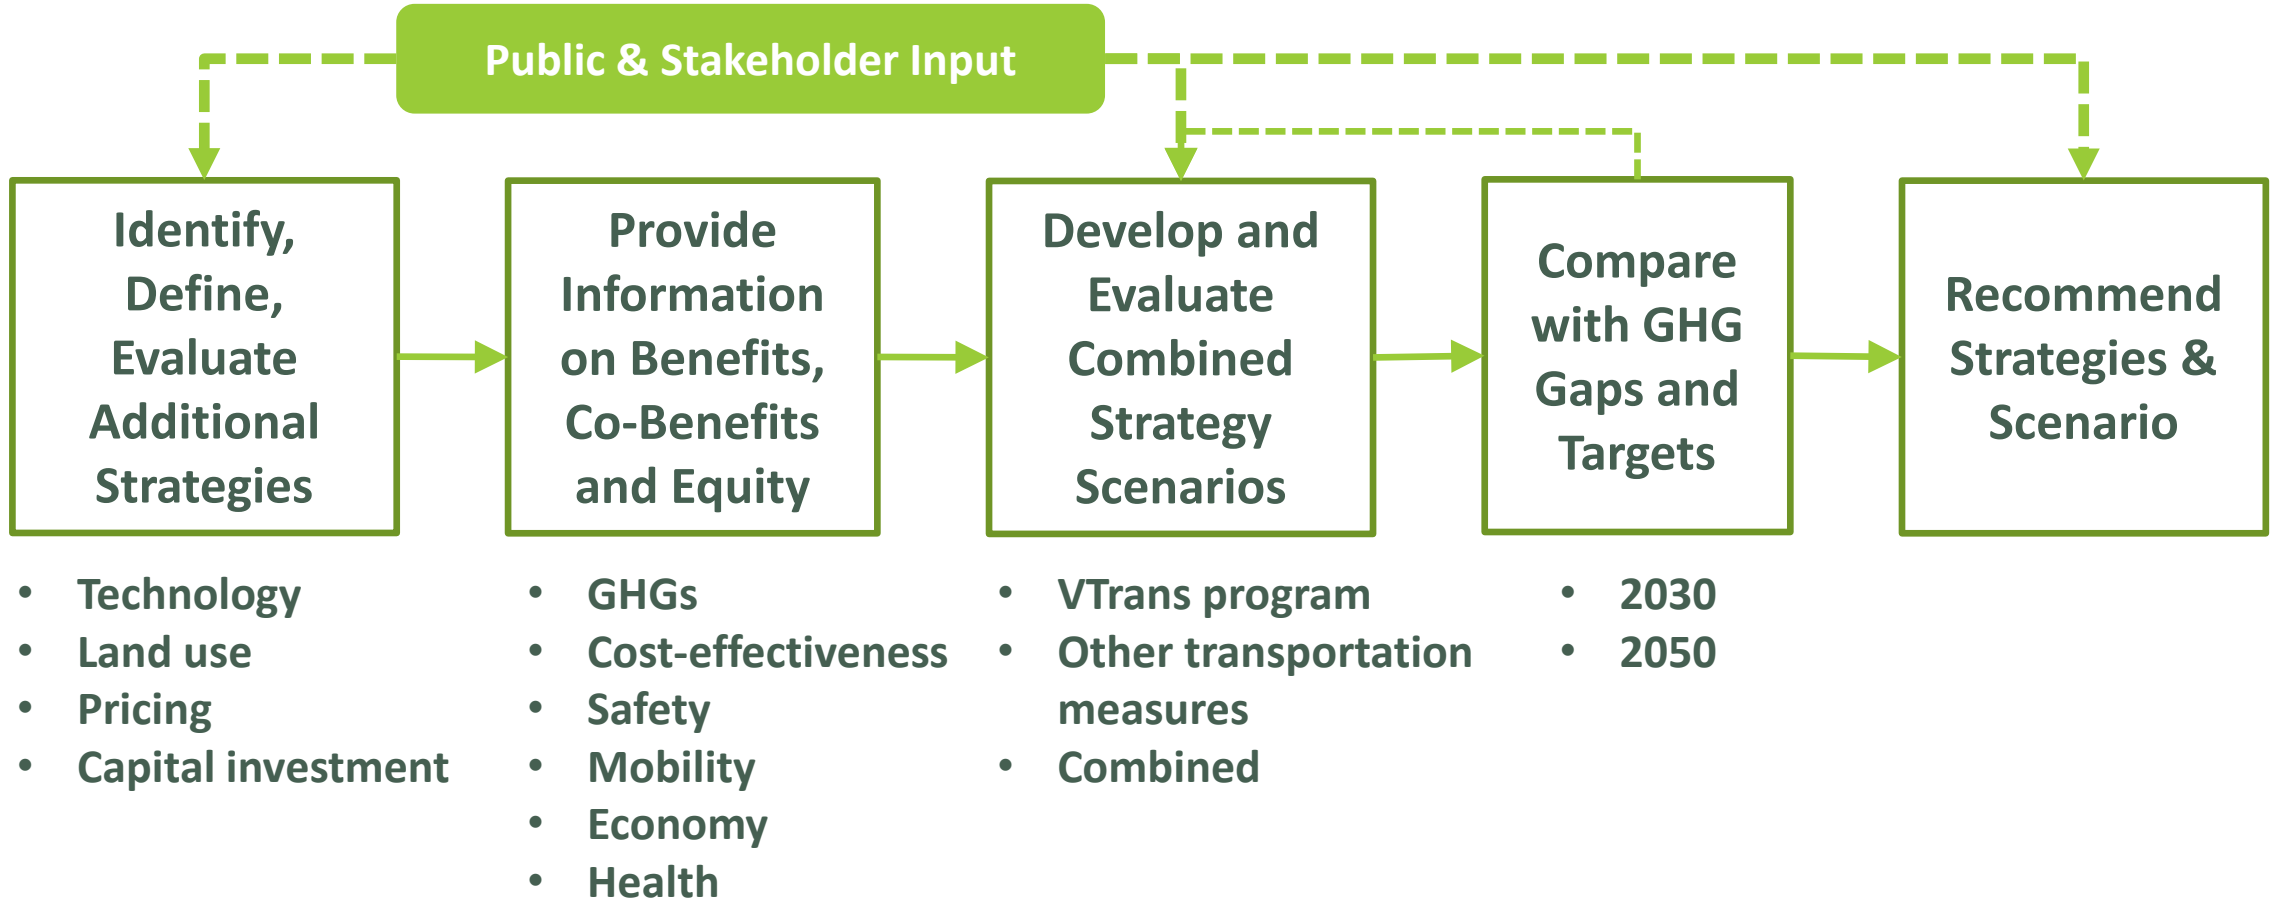 Public & Stakeholder Input
Identify,
Define,
Evaluate
Additional
Strategies
Provide
Information
on Benefits,
Co-Benefits
and Equity
Develop and
Evaluate
Combined
Strategy
Scenarios
Compare
with GHG
Gaps and
Targets
Recommend
Strategies &
Scenario
• Technology
• Land use
• Pricing
• Capital investment
• GHGs
• Cost-effectiveness
• Safety
• Mobility
• Economy
• Health
• VTrans program
• Other transportation
measures
• Combined
• 2030
• 2050